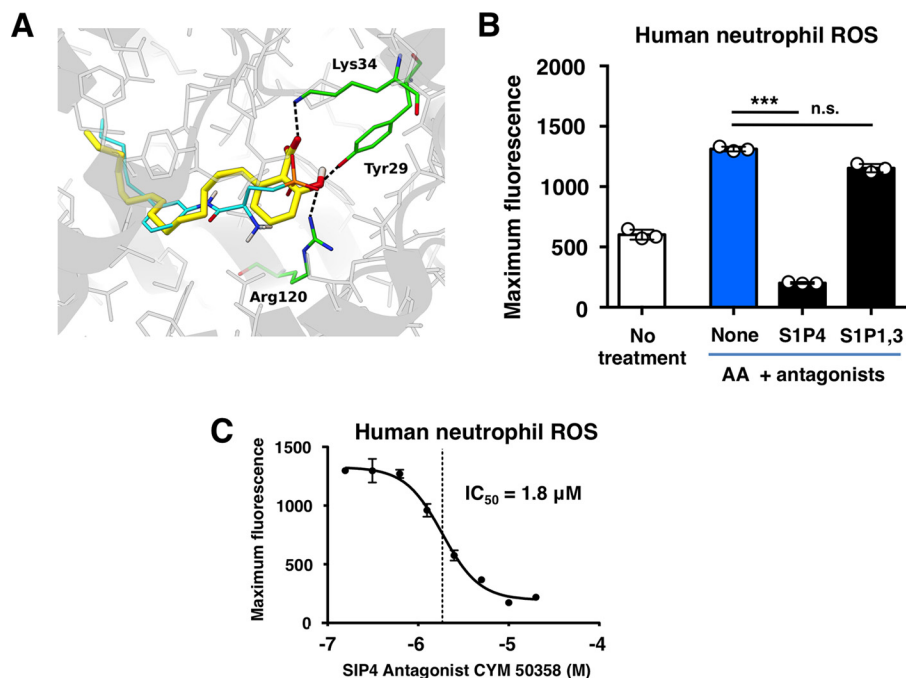 A
Lys34
Tyr29
Arg120
B
Human neutrophil ROS
Maximum fluorescence
2000
1500
1000
500
0
***
n.s.
No
treatment
None
S1P4
S1P1,3
AA + antagonists
C
Human neutrophil ROS
Maximum fluorescence
1500
1000
500
0
IC50 = 1.8 µM
-7
-6
-5
-4
SIP4 Antagonist CYM 50358 (M)